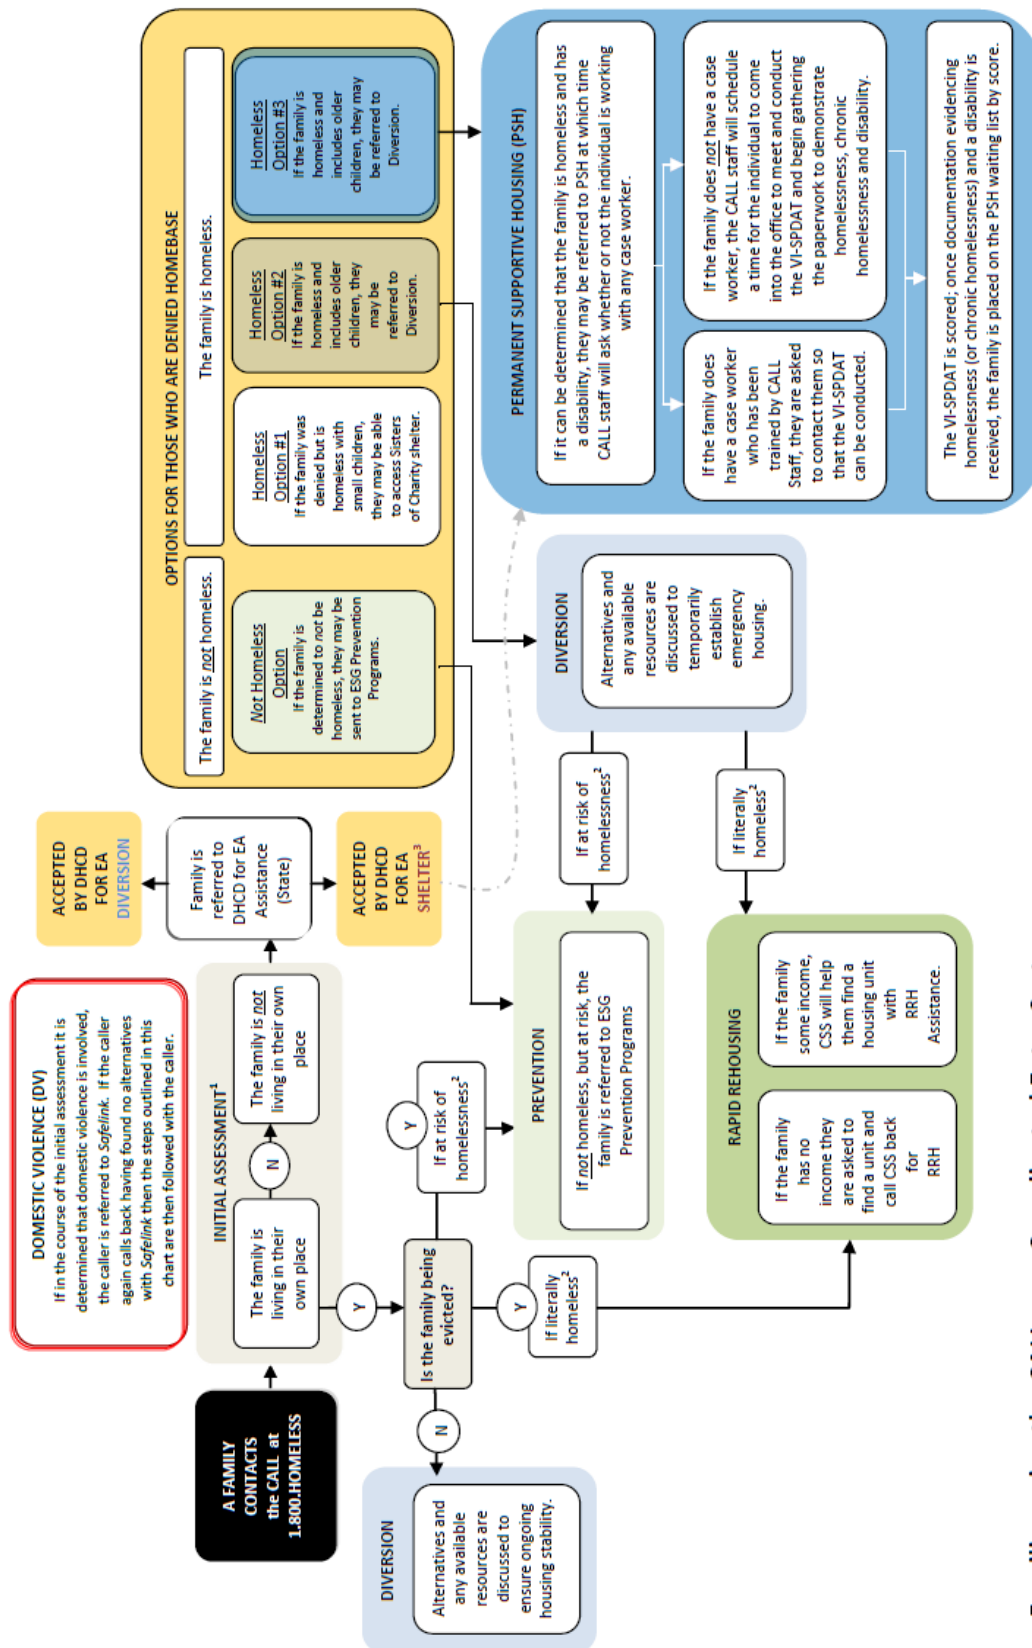 DOMESTIC VIOLENCE (DV)
If in the course of the initial assessment it is
determined that domestic violence is involved,
the caller is referred to Safelink. If the caller
again calls back having found no alternatives
with Safelink then the steps outlined in this
chart are then followed with the caller.
A FAMILY
CONTACTS
the CALL at
1.800.HOMELESS
INITIAL ASSESSMENT1
The family is
living in their
own place
N
The family is not
living in their own
place
Family is
referred to
DHCD for EA
Assistance
(State)
ACCEPTED
BY DHCD
FOR EA
DIVERSION
ACCEPTED
BY DHCD
FOR EA
SHELTER3
Y
Is the family being
evicted?
N
DIVERSION
Alternatives and
any available
resources are
discussed to
ensure ongoing
housing stability.
Y
If at risk of
homelessness2
Y
If literally
homeless2
PREVENTION
If not homeless, but at risk, the
family is referred to ESG
Prevention Programs
RAPID REHOUSING
If the family
has no
income they
are asked to
find a unit and
call CSS back
for
RRH
If the family
some income,
CSS will help
them find a
housing unit
with
RRH
Assistance.
If at risk of
homelessness2
If literally
homeless2
DIVERSION
Alternatives and
any available
resources are
discussed to
temporarily
establish
emergency
housing.
OPTIONS FOR THOSE WHO ARE DENIED HOMEBASE
The family is not homeless.
The family is homeless.
Not Homeless
Option
If the family is
determined to not be
homeless, they may be
sent to ESG Prevention
Programs.
Homeless
Option #1
If the family was
denied but is
homeless with
small children,
they may be able
to access Sisters
of Charity shelter.
Homeless
Option #2
If the family is
homeless and
includes older
children, they
may be
referred to
Diversion.
Homeless
Option #3
If the family is
homeless and
includes older
children, they may
be referred to
Diversion.
PERMANENT SUPPORTIVE HOUSING (PSH)
If it can be determined that the family is homeless and has
a disability, they may be referred to PSH at which time
CALL staff will ask whether or not the individual is working
with any case worker.
If the family does
have a case worker
who has been
trained by CALL
Staff, they are asked
to contact them so
that the VI-SPDAT
can be conducted.
If the family does not have a case
worker, the CALL staff will schedule
a time for the individual to come
into the office to meet and conduct
the VI-SPDAT and begin gathering
the paperwork to demonstrate
homelessness, chronic
homelessness and disability.
The VI-SPDAT is scored; once documentation evidencing
homelessness (or chronic homelessness) and a disability is
received, the family is placed on the PSH waiting list by score.